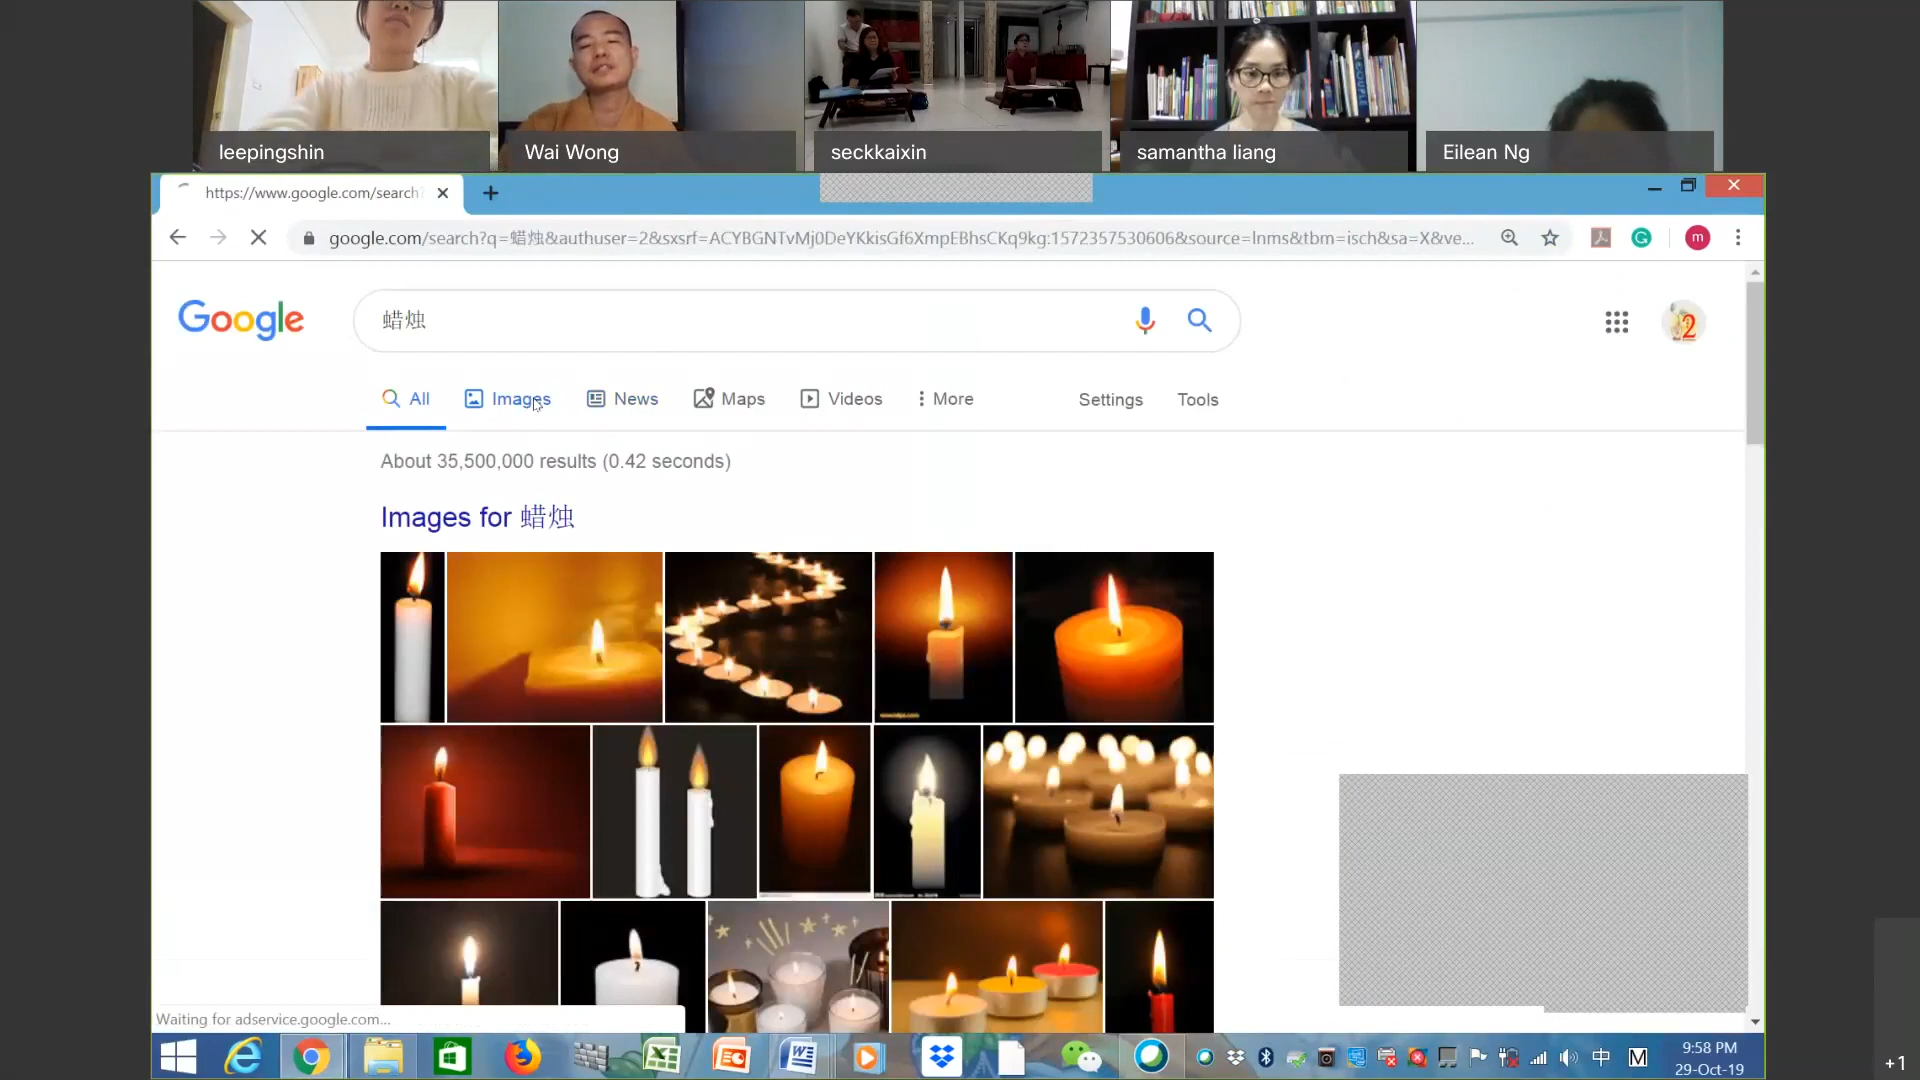 leepingshin
Wai Wong
seckkaixin
samantha liang
Eilean Ng
https://www.google.com/search?
google.com/search?q=蜡烛&authuser=2&sxsrf=ACYBGNTvMj0DeYKkisGf6XmpEBhsCKq9kg:1572357530606&source=lnms&tbm=isch&sa=X&ve...
m
Google
蜡烛
2
All
Images
News
Maps
Videos
More
Settings
Tools
About 35,500,000 results (0.42 seconds)
Images for 蜡烛
Waiting for adservice.google.com...
中
M
9:58 PM
29-Oct-19
+1